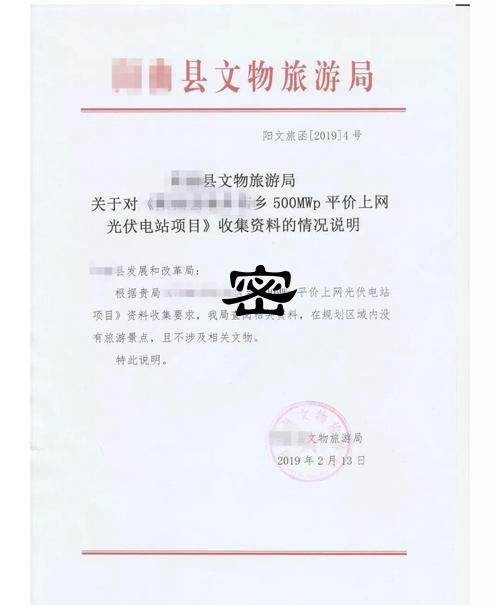 县文物旅游局
阳文旅函[2019]4号
县文物旅游局
关于对《乡500MWp平价上网
光伏电站项目》收集资料的情况说明
县发展和改革局：
根据贵局《平价上网光伏电站
密
项目》资料收集要求，我局查阅相关资料，在规划区域内没
有旅游景点，且不涉及相关文物。
特此说明。
文物旅游局
2019年2月13日